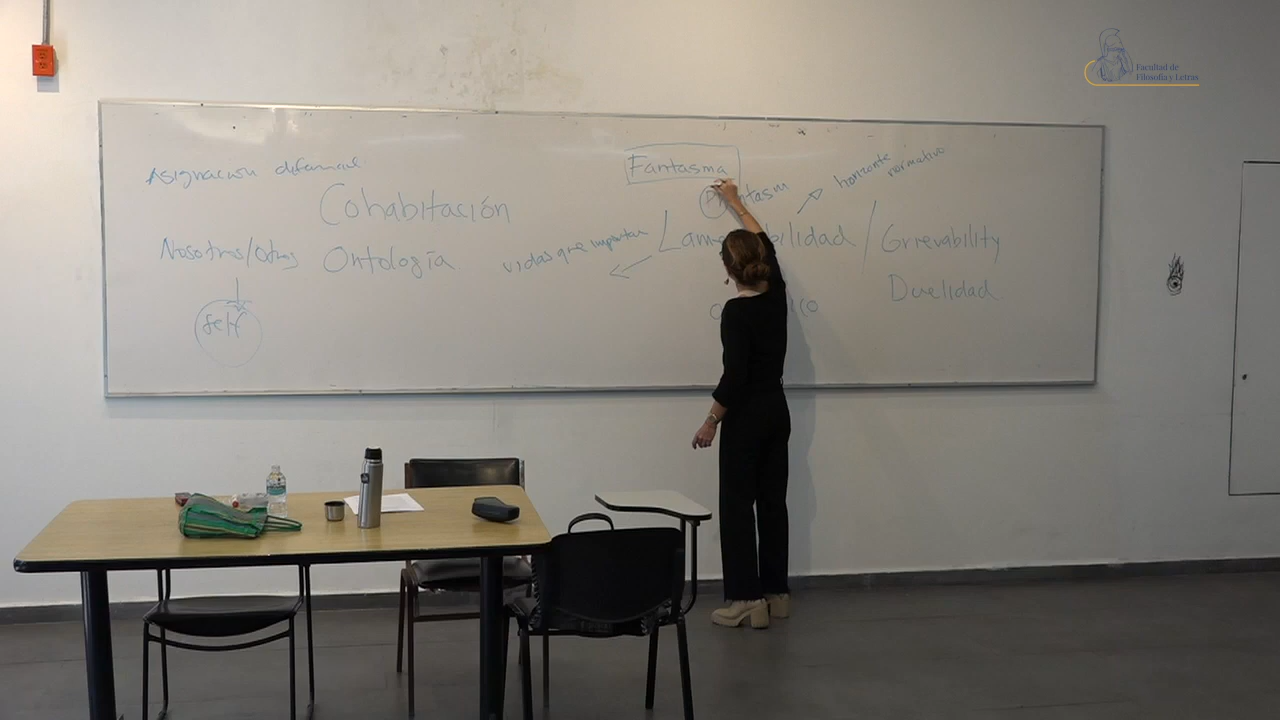 Facultad de
Filosofía y Letras
Asignación diferencial
Fantasma
Phantasm
horizonte
normativo
Cohabitación
Nosotros/Otros
Ontología
vidas que importan
/ Grievability
Duelidad
self